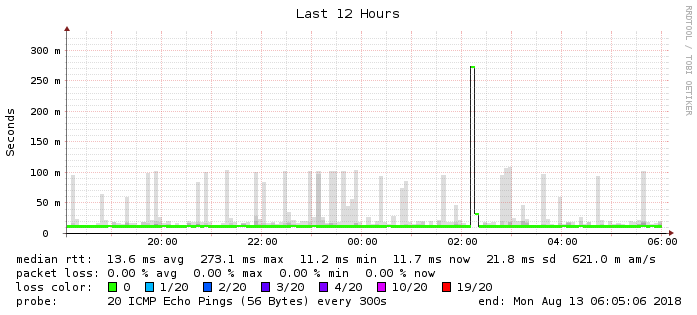 Last 12 Hours
RRDTOOL / TOBI OETIKER
Seconds
300 m
250 m
200 m
150 m
100 m
50 m
0
20:00 22:00 00:00 02:00 04:00 06:00
median rtt: 13.6 ms avg 273.1 ms max 11.2 ms min 11.7 ms now 21.8 ms sd 621.0 m am/s
packet loss: 0.00 % avg 0.00 % max 0.00 % min 0.00 % now
loss color: 0 1/20 2/20 3/20 4/20 10/20 19/20
probe: 20 ICMP Echo Pings (56 Bytes) every 300s end: Mon Aug 13 06:05:06 2018